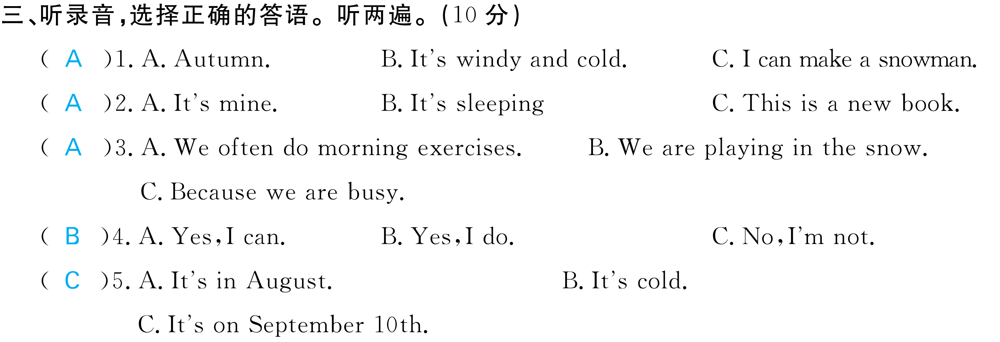 三、听录音,选择正确的答语。听两遍。(10 分)
( A )1. A. Autumn. B. It's windy and cold. C. I can make a snowman.
( A )2. A. It's mine. B. It's sleeping C. This is a new book.
( A )3. A. We often do morning exercises. B. We are playing in the snow.
C. Because we are busy.
( B )4. A. Yes,I can. B. Yes,I do. C. No,I'm not.
( C )5. A. It's in August. B. It's cold.
C. It's on September 10th.